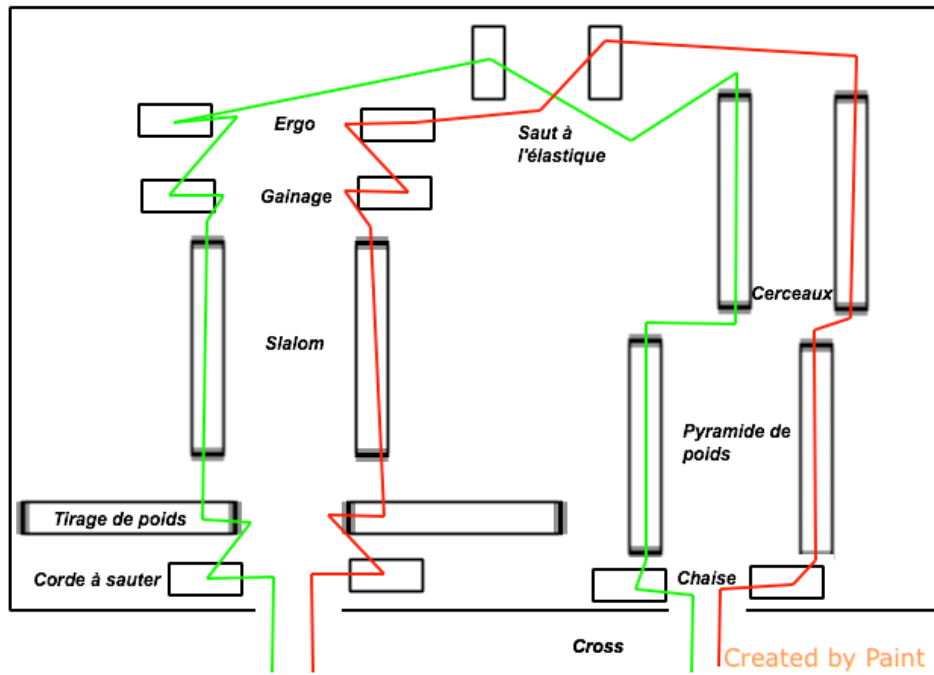 Ergo
Saut à
l'élastique
Gainage
Cerceaux
Slalom
Pyramide de
poids
Tirage de poids
Corde à sauter
Chaise
Cross
Created by Paint